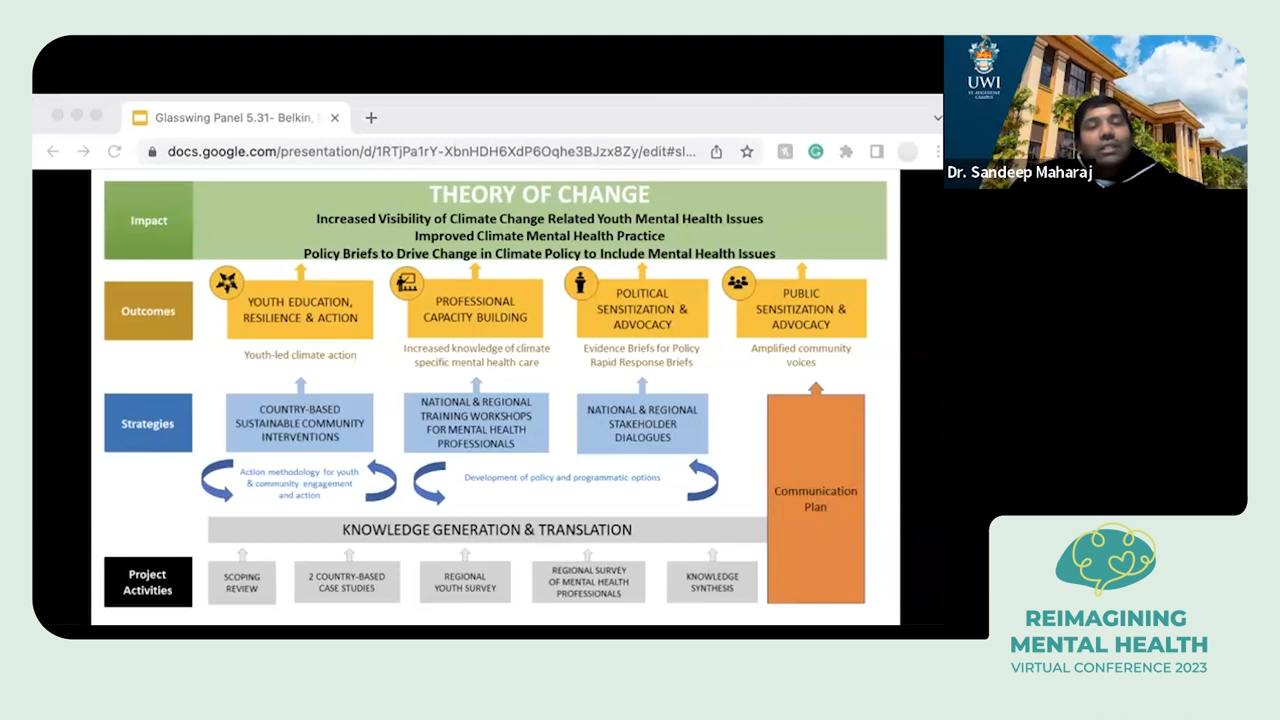 Glasswing Panel 5.31- Belkin,
docs.google.com/presentation/d/1RTjPa1rY-XbnHDH6XdP6Oqhe3BJzx8Zy/edit#sl...
UWI
ST. AUGUSTINE
CAMPUS
Dr. Sandeep Maharaj
THEORY OF CHANGE
Impact
Increased Visibility of Climate Change Related Youth Mental Health Issues
Improved Climate Mental Health Practice
Policy Briefs to Drive Change in Climate Policy to Include Mental Health Issues
Outcomes
YOUTH EDUCATION,
RESILIENCE & ACTION
PROFESSIONAL
CAPACITY BUILDING
POLITICAL
SENSITIZATION &
ADVOCACY
PUBLIC
SENSITIZATION &
ADVOCACY
Youth-led climate action
Increased knowledge of climate
specific mental health care
Evidence Briefs for Policy
Rapid Response Briefs
Amplified community
voices
Strategies
COUNTRY-BASED
SUSTAINABLE COMMUNITY
INTERVENTIONS
NATIONAL & REGIONAL
TRAINING WORKSHOPS
FOR MENTAL HEALTH
PROFESSIONALS
NATIONAL & REGIONAL
STAKEHOLDER
DIALOGUES
Action methodology for youth
& community engagement
and action
Development of policy and programmatic options
Communication
Plan
KNOWLEDGE GENERATION & TRANSLATION
Project
Activities
SCOPING
REVIEW
2 COUNTRY-BASED
CASE STUDIES
REGIONAL
YOUTH SURVEY
REGIONAL SURVEY
OF MENTAL HEALTH
PROFESSIONALS
KNOWLEDGE
SYNTHESIS
REIMAGINING
MENTAL HEALTH
VIRTUAL CONFERENCE 2023